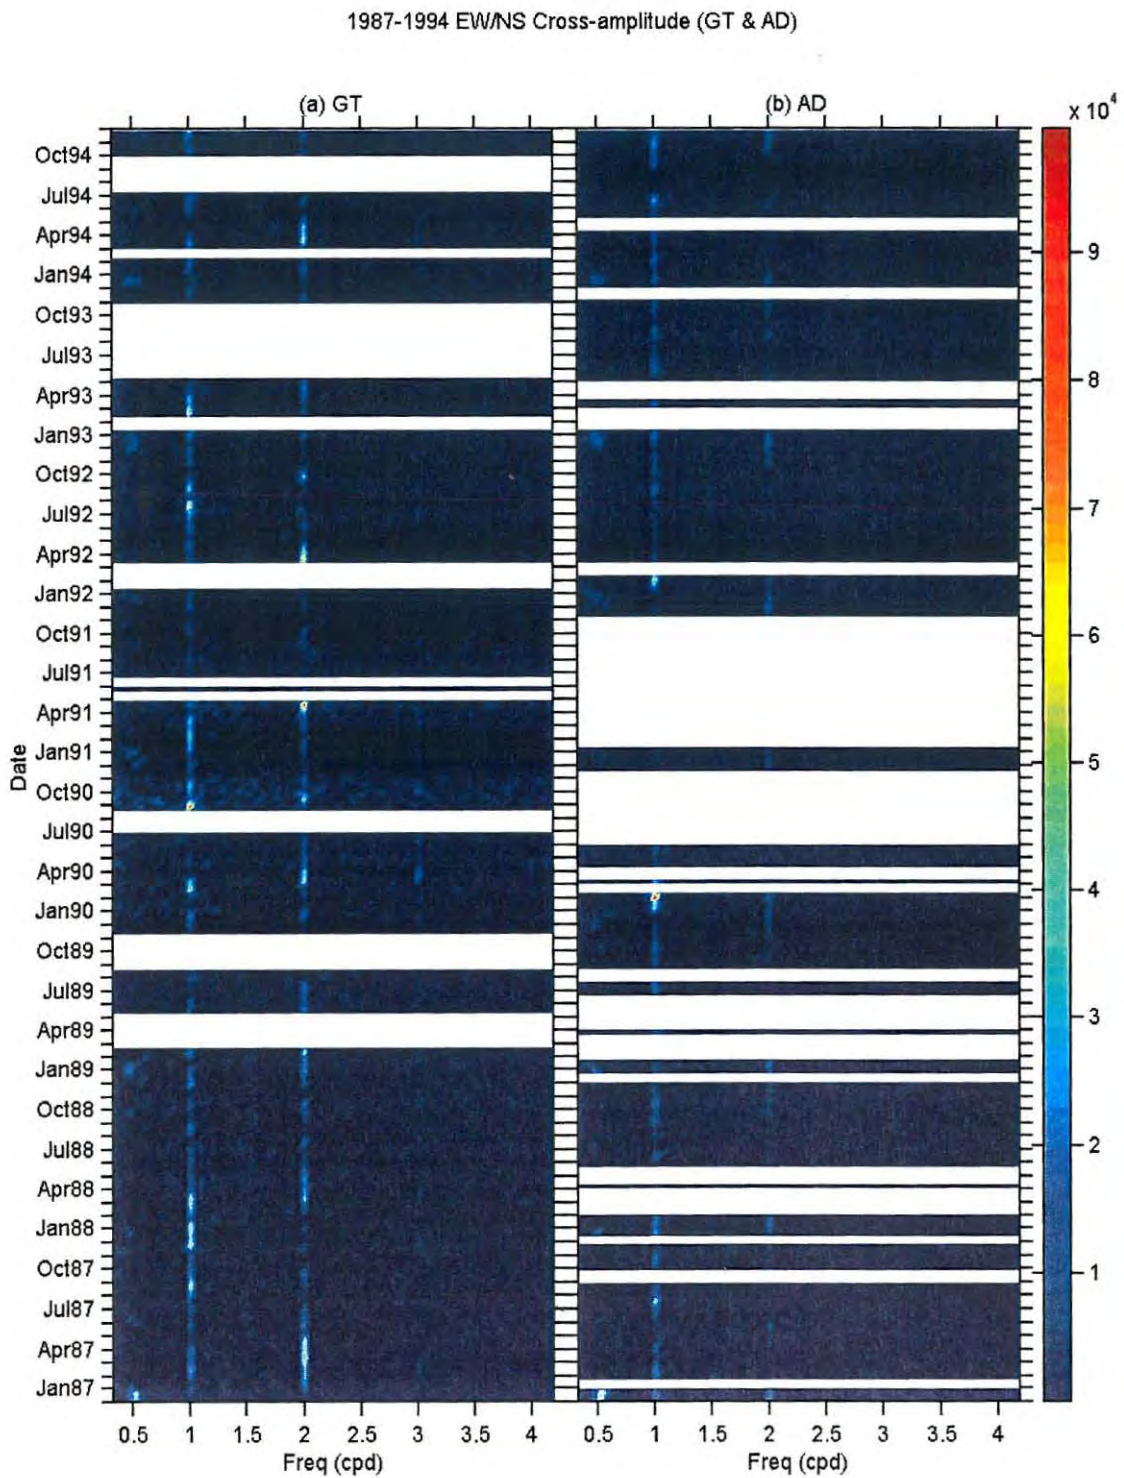 1987-1994 EW/NS Cross-amplitude (GT & AD)
(a) GT
(b) AD
x 10^4
Oct94
Jul94
Apr94
Jan94
Oct93
Jul93
Apr93
Jan93
Oct92
Jul92
Apr92
Jan92
Oct91
Jul91
Apr91
Jan91
Oct90
Jul90
Apr90
Jan90
Oct89
Jul89
Apr89
Jan89
Oct88
Jul88
Apr88
Jan88
Oct87
Jul87
Apr87
Jan87
Date
9
8
7
6
5
4
3
2
1
0.5 1 1.5 2 2.5 3 3.5 4
0.5 1 1.5 2 2.5 3 3.5 4
Freq (cpd)
Freq (cpd)